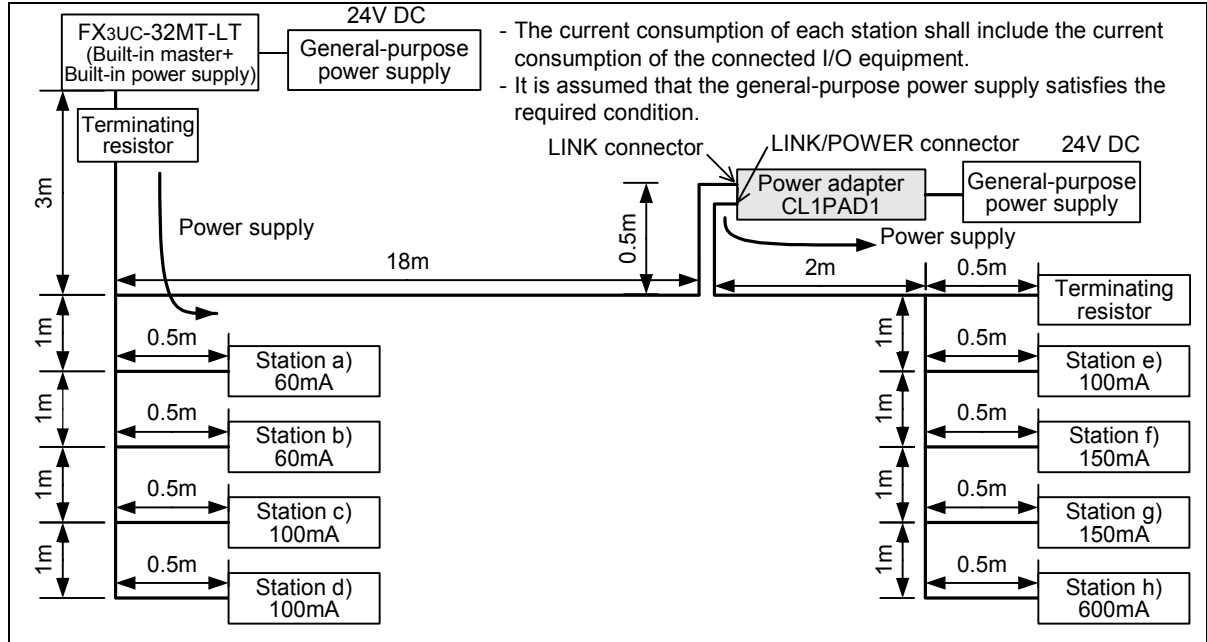 FX3UC-32MT-LT
(Built-in master+
Built-in power supply)
24V DC
General-purpose
power supply
- The current consumption of each station shall include the current
consumption of the connected I/O equipment.
- It is assumed that the general-purpose power supply satisfies the
required condition.
Terminating
resistor
3m
Power supply
LINK connector
LINK/POWER connector
24V DC
Power adapter
CL1PAD1
General-purpose
power supply
0.5m
Power supply
18m
2m
0.5m
Terminating
resistor
1m
0.5m
Station a)
60mA
1m
0.5m
Station b)
60mA
1m
0.5m
Station c)
100mA
1m
0.5m
Station d)
100mA
1m
0.5m
Station e)
100mA
1m
0.5m
Station f)
150mA
1m
0.5m
Station g)
150mA
1m
0.5m
Station h)
600mA